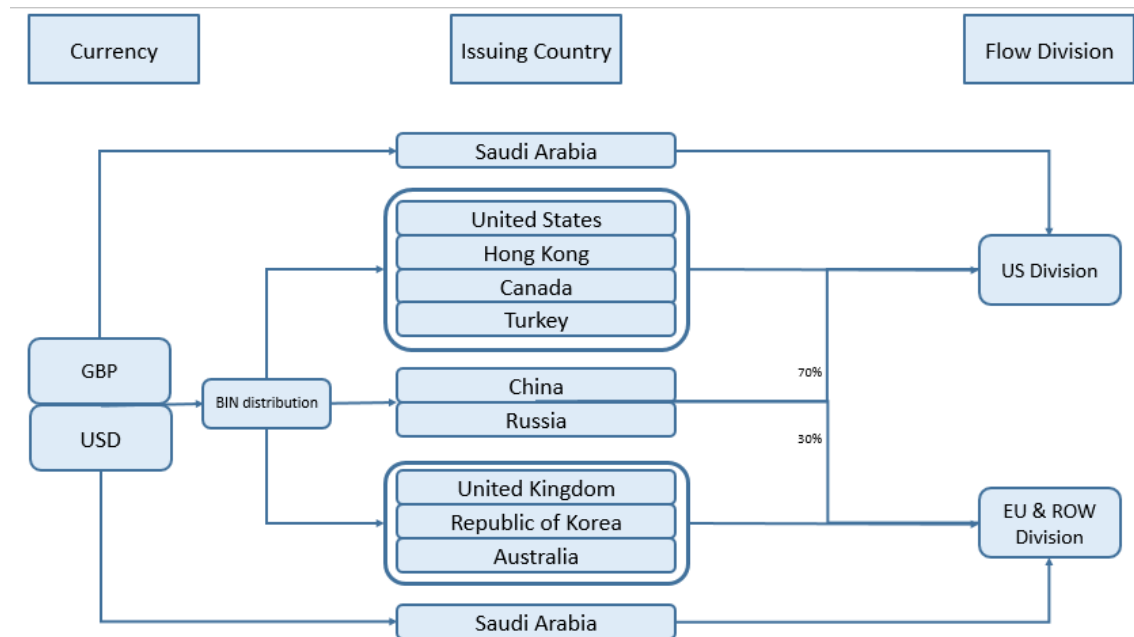 Currency
Issuing Country
Flow Division
Saudi Arabia
United States
Hong Kong
Canada
Turkey
US Division
GBP
USD
BIN distribution
China
Russia
70%
30%
United Kingdom
Republic of Korea
Australia
EU & ROW
Division
Saudi Arabia